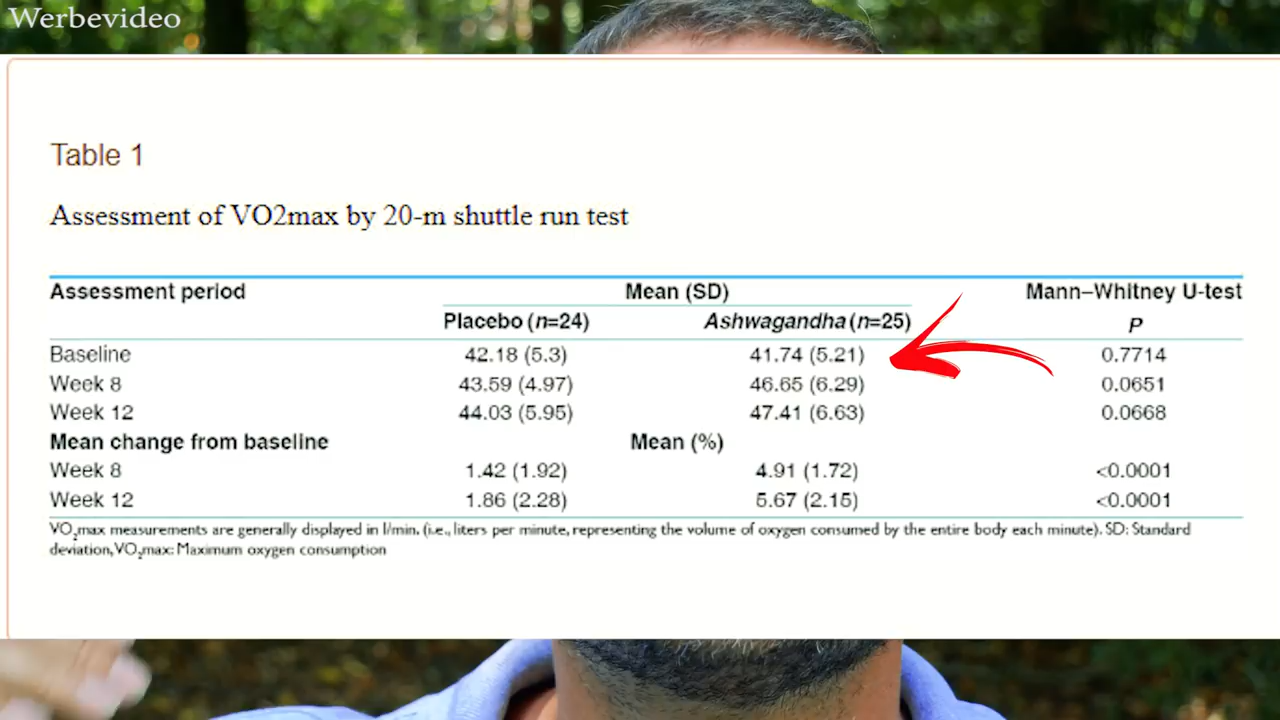 Werbevideo
Table 1
Assessment of VO2max by 20-m shuttle run test
Assessment period Mean (SD) Mann–Whitney U-test
Placebo (n=24) Ashwagandha (n=25) P
Baseline 42.18 (5.3) 41.74 (5.21) 0.7714
Week 8 43.59 (4.97) 46.65 (6.29) 0.0651
Week 12 44.03 (5.95) 47.41 (6.63) 0.0668
Mean change from baseline Mean (%)
Week 8 1.42 (1.92) 4.91 (1.72) <0.0001
Week 12 1.86 (2.28) 5.67 (2.15) <0.0001
VO₂max measurements are generally displayed in l/min. (i.e., liters per minute, representing the volume of oxygen consumed by the entire body each minute). SD: Standard
deviation, VO₂max: Maximum oxygen consumption